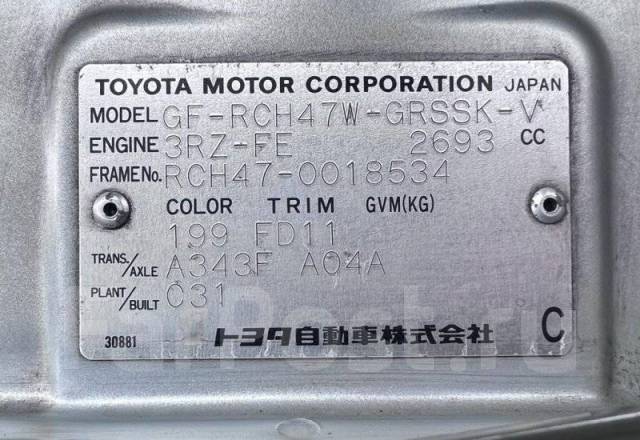 TOYOTA MOTOR CORPORATION JAPAN
MODEL GF-RCH47W-GRSSK-V
ENGINE 3RZ-FE 2693 CC
FRAME No. RCH47-0018534
COLOR TRIM GVM(KG)
199 FD11
TRANS./AXLE A343F A04A
PLANT/BUILT 031
30881 トヨタ自動車株式会社 C